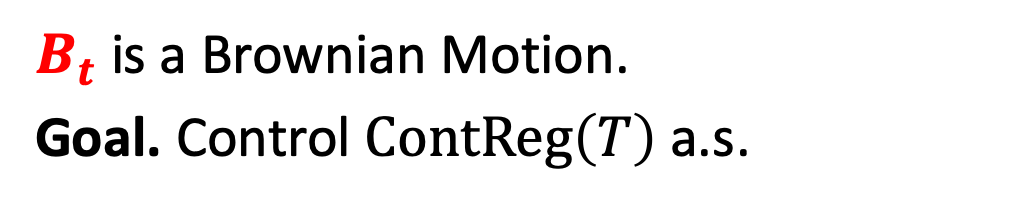 B_t is a Brownian Motion.
Goal. Control ContReg(T) a.s.